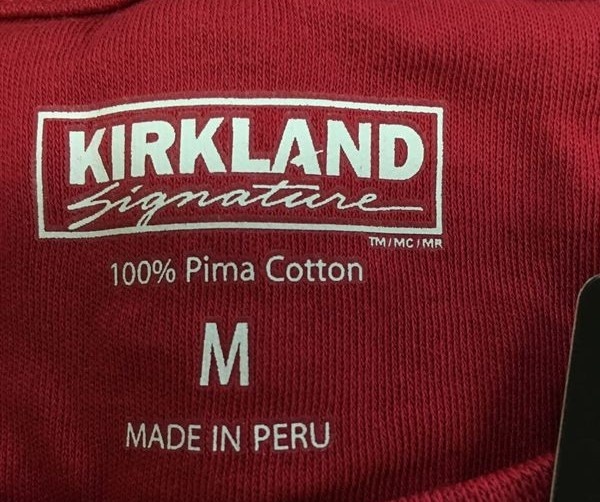 KIRKLAND
Signature
TM/MC/MR
100% Pima Cotton
M
MADE IN PERU